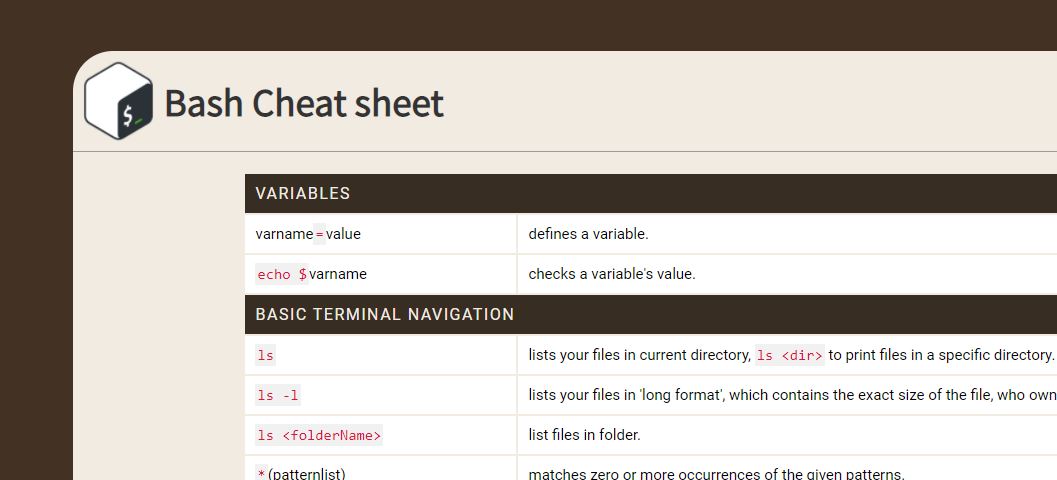 $_
Bash Cheat sheet
VARIABLES
varname=value defines a variable.
echo $varname checks a variable's value.
BASIC TERMINAL NAVIGATION
ls lists your files in current directory, ls <dir> to print files in a specific directory.
ls -l lists your files in 'long format', which contains the exact size of the file, who own
ls <folderName> list files in folder.
*(patternlist) matches zero or more occurrences of the given patterns.